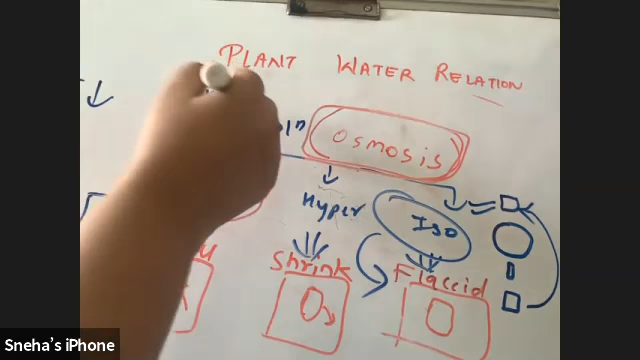 PLANT WATER RELATION
Osmosis
Hyper
Iso
Shrink
Flaccid
Sneha's iPhone